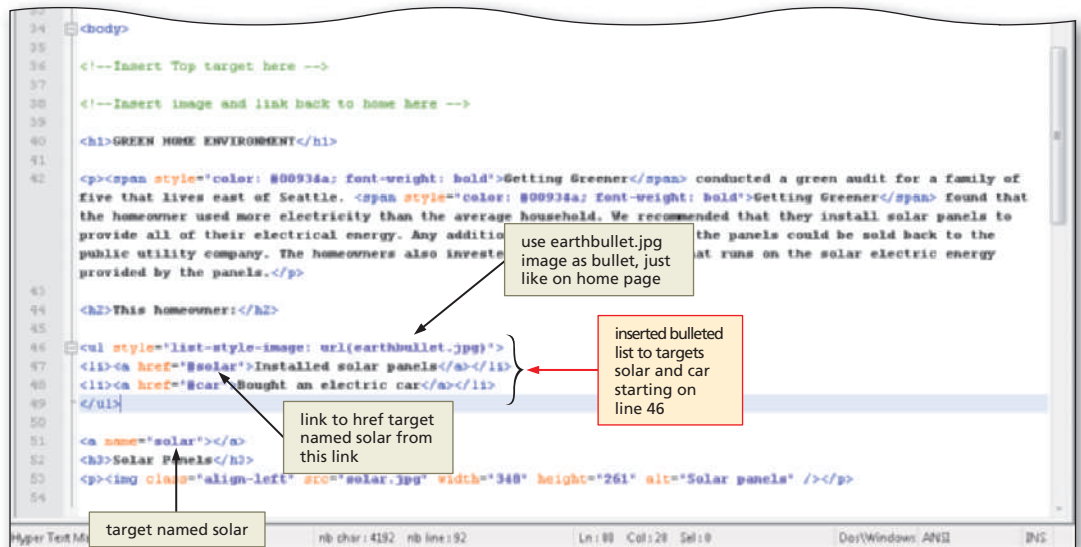 34 <body>
35
36 <!--Insert Top target here -->
37
38 <!--Insert image and link back to home here -->
39
40 <h1>GREEN HOME ENVIRONMENT</h1>
41
42 <p><span style="color: #00934a; font-weight: bold">Getting Greener</span> conducted a green audit for a family of
five that lives east of Seattle. <span style="color: #00934a; font-weight: bold">Getting Greener</span> found that
the homeowner used more electricity than the average household. We recommended that they install solar panels to
provide all of their electrical energy. Any additio the panels could be sold back to the
public utility company. The homeowners also investe at runs on the solar electric energy
provided by the panels.</p>
use earthbullet.jpg
image as bullet, just
like on home page
43
44 <h2>This homeowner:</h2>
45
46 <ul style="list-style-image: url(earthbullet.jpg)">
47 <li><a href="#solar">Installed solar panels</a></li>
48 <li><a href="#car">Bought an electric car</a></li>
49 </ul>
inserted bulleted
list to targets
solar and car
starting on
line 46
50
link to href target
named solar from
this link
51 <a name="solar"></a>
52 <h3>Solar Panels</h3>
53 <p><img class="align-left" src="solar.jpg" width="348" height="261" alt="Solar panels" /></p>
54
target named solar
Hyper Text M nb char : 4192 nb line : 92 Ln : 88 Col : 28 Sel : 0 Dos\Windows ANSI INS